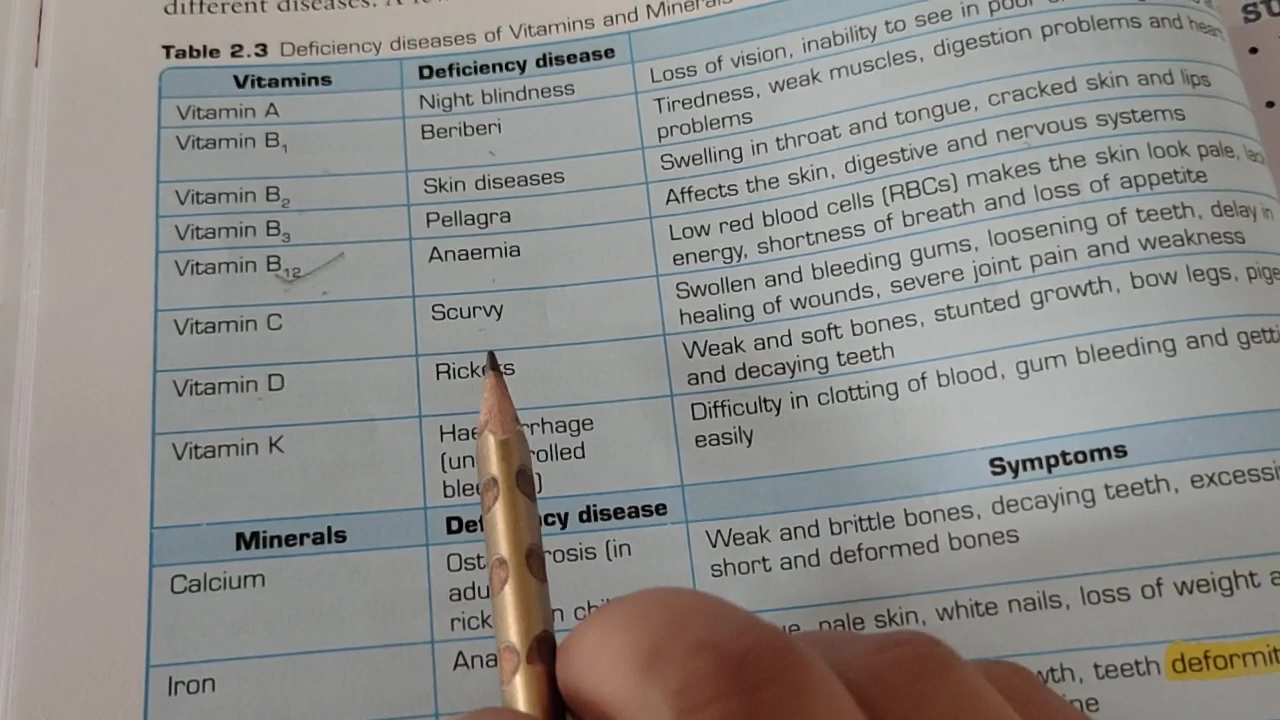 different diseases. A
Table 2.3 Deficiency diseases of Vitamins and Minerals
Vitamins Deficiency disease
Vitamin A Night blindness Loss of vision, inability to see in poor
Vitamin B1 Beriberi Tiredness, weak muscles, digestion problems and heart
problems
Vitamin B2 Skin diseases Swelling in throat and tongue, cracked skin and lips
Vitamin B3 Pellagra Affects the skin, digestive and nervous systems
Vitamin B12 Anaemia Low red blood cells (RBCs) makes the skin look pale,
energy, shortness of breath and loss of appetite
Vitamin C Scurvy Swollen and bleeding gums, loosening of teeth, delay in
healing of wounds, severe joint pain and weakness
Vitamin D Rickets Weak and soft bones, stunted growth, bow legs,
and decaying teeth
Vitamin K Difficulty in clotting of blood, gum bleeding and
easily
Minerals disease Symptoms
Calcium (in Weak and brittle bones, decaying teeth,
short and deformed bones
Iron pale skin, white nails, loss of weight
teeth